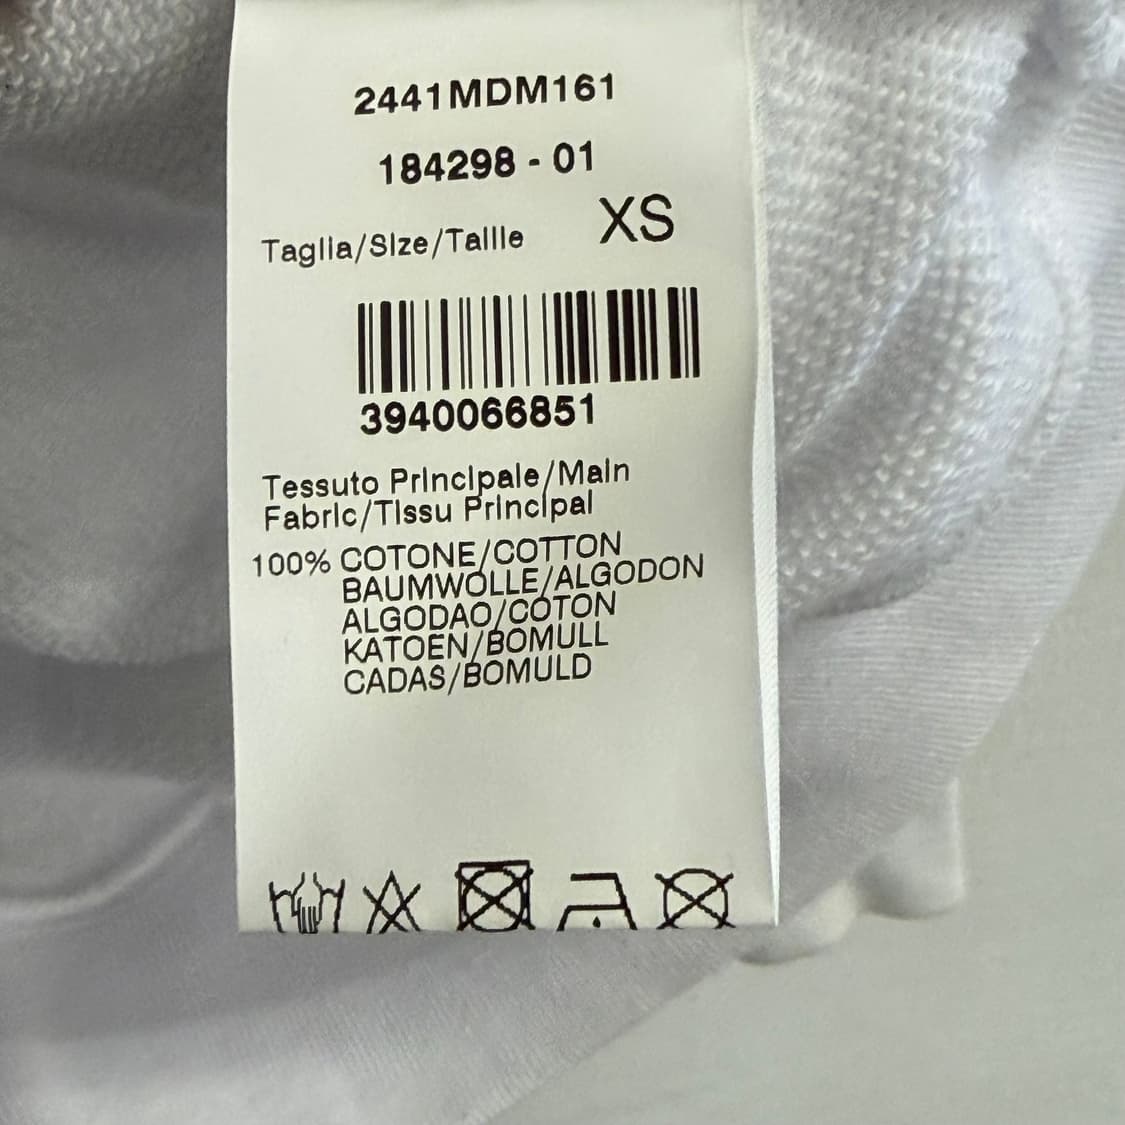 2441MDM161
184298 - 01
Taglia/Size/Taille XS
3940066851
Tessuto Principale/Main
Fabric/Tissu Principal
100% COTONE/COTTON
BAUMWOLLE/ALGODON
ALGODAO/COTON
KATOEN/BOMULL
CADAS/BOMULD